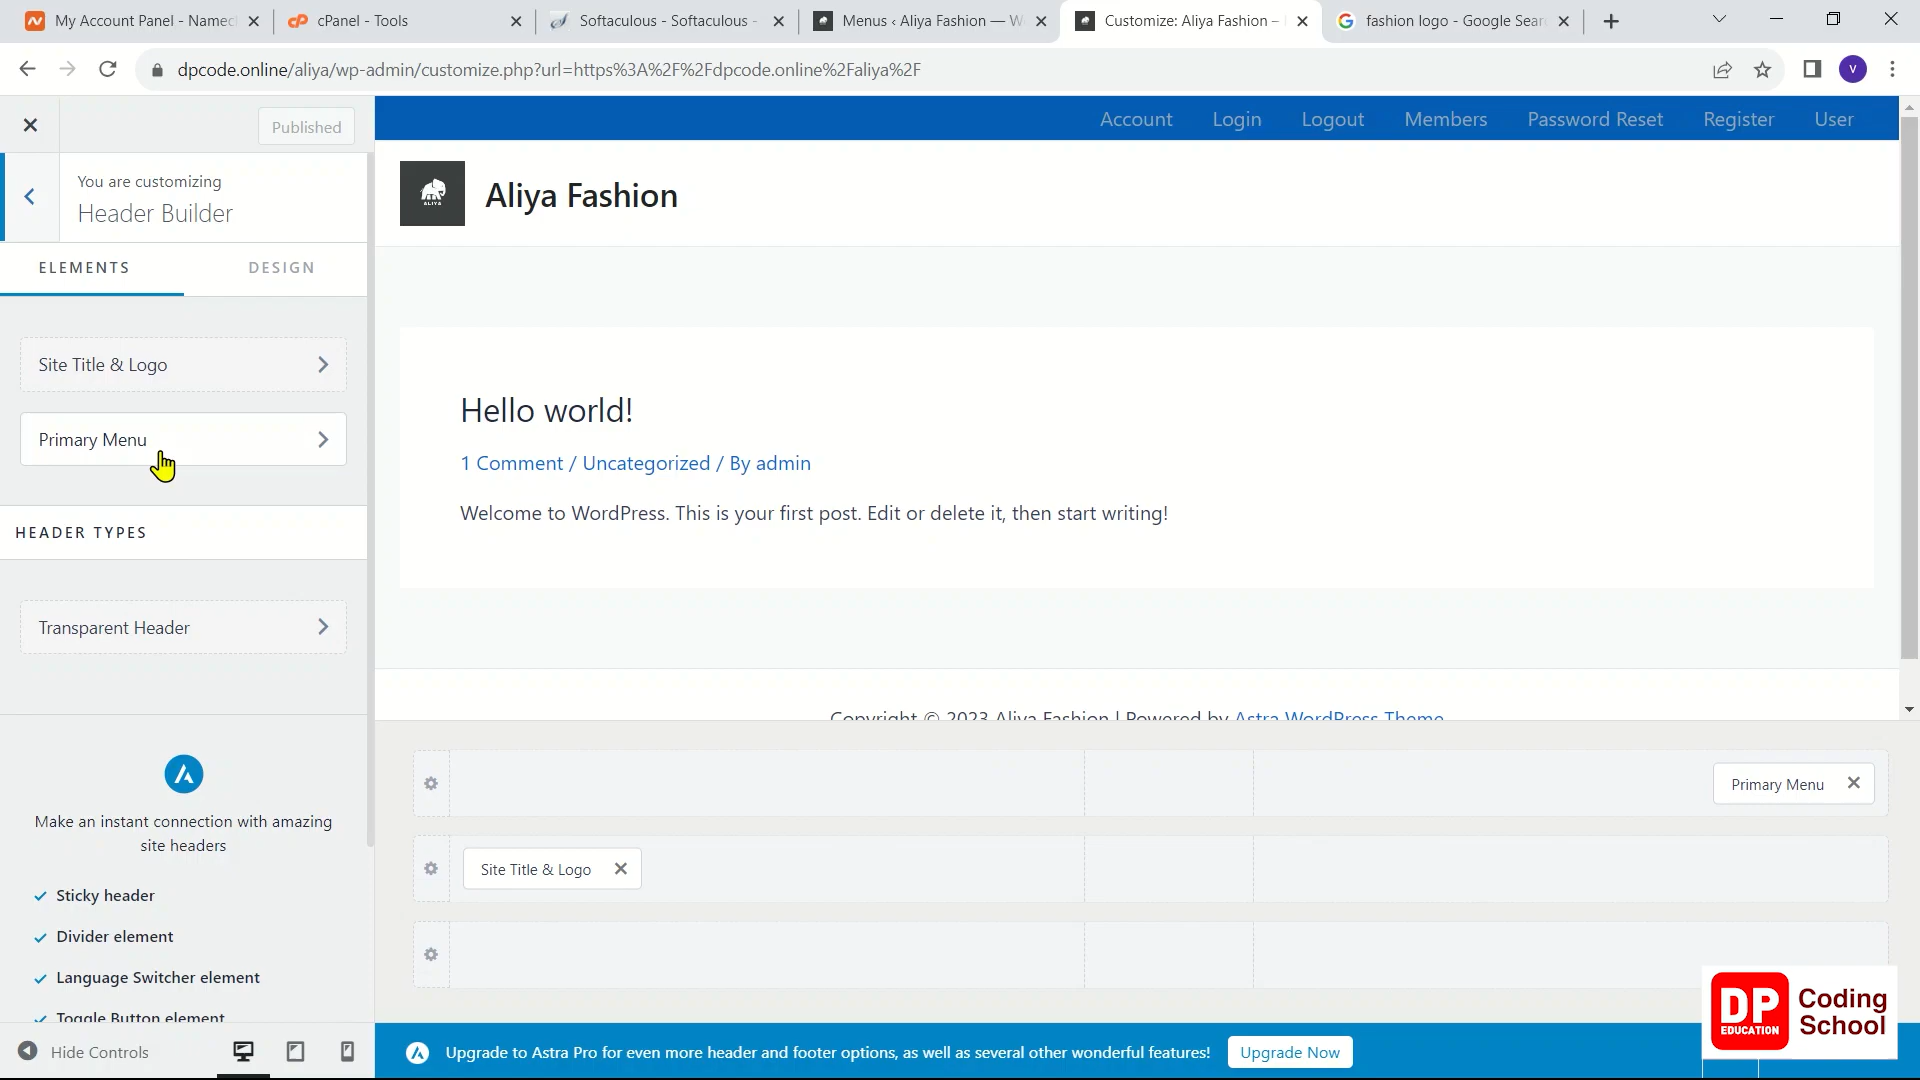 My Account Panel - Namec
cPanel - Tools
Softaculous - Softaculous -
Menus ‹ Aliya Fashion — W
Customize: Aliya Fashion –
fashion logo - Google Sear
dpcode.online/aliya/wp-admin/customize.php?url=https%3A%2F%2Fdpcode.online%2Faliya%2F
V
Published
Account Login Logout Members Password Reset Register User
You are customizing
Header Builder
ALIYA
Aliya Fashion
ELEMENTS
DESIGN
Site Title & Logo
Primary Menu
HEADER TYPES
Transparent Header
Hello world!
1 Comment / Uncategorized / By admin
Welcome to WordPress. This is your first post. Edit or delete it, then start writing!
Copyright © 2023 Aliya Fashion | Powered by Astra WordPress Theme
Make an instant connection with amazing
site headers
Sticky header
Divider element
Language Switcher element
Toggle Button element
Primary Menu
Site Title & Logo
Hide Controls
Upgrade to Astra Pro for even more header and footer options, as well as several other wonderful features!
Upgrade Now
DP
EDUCATION
Coding
School